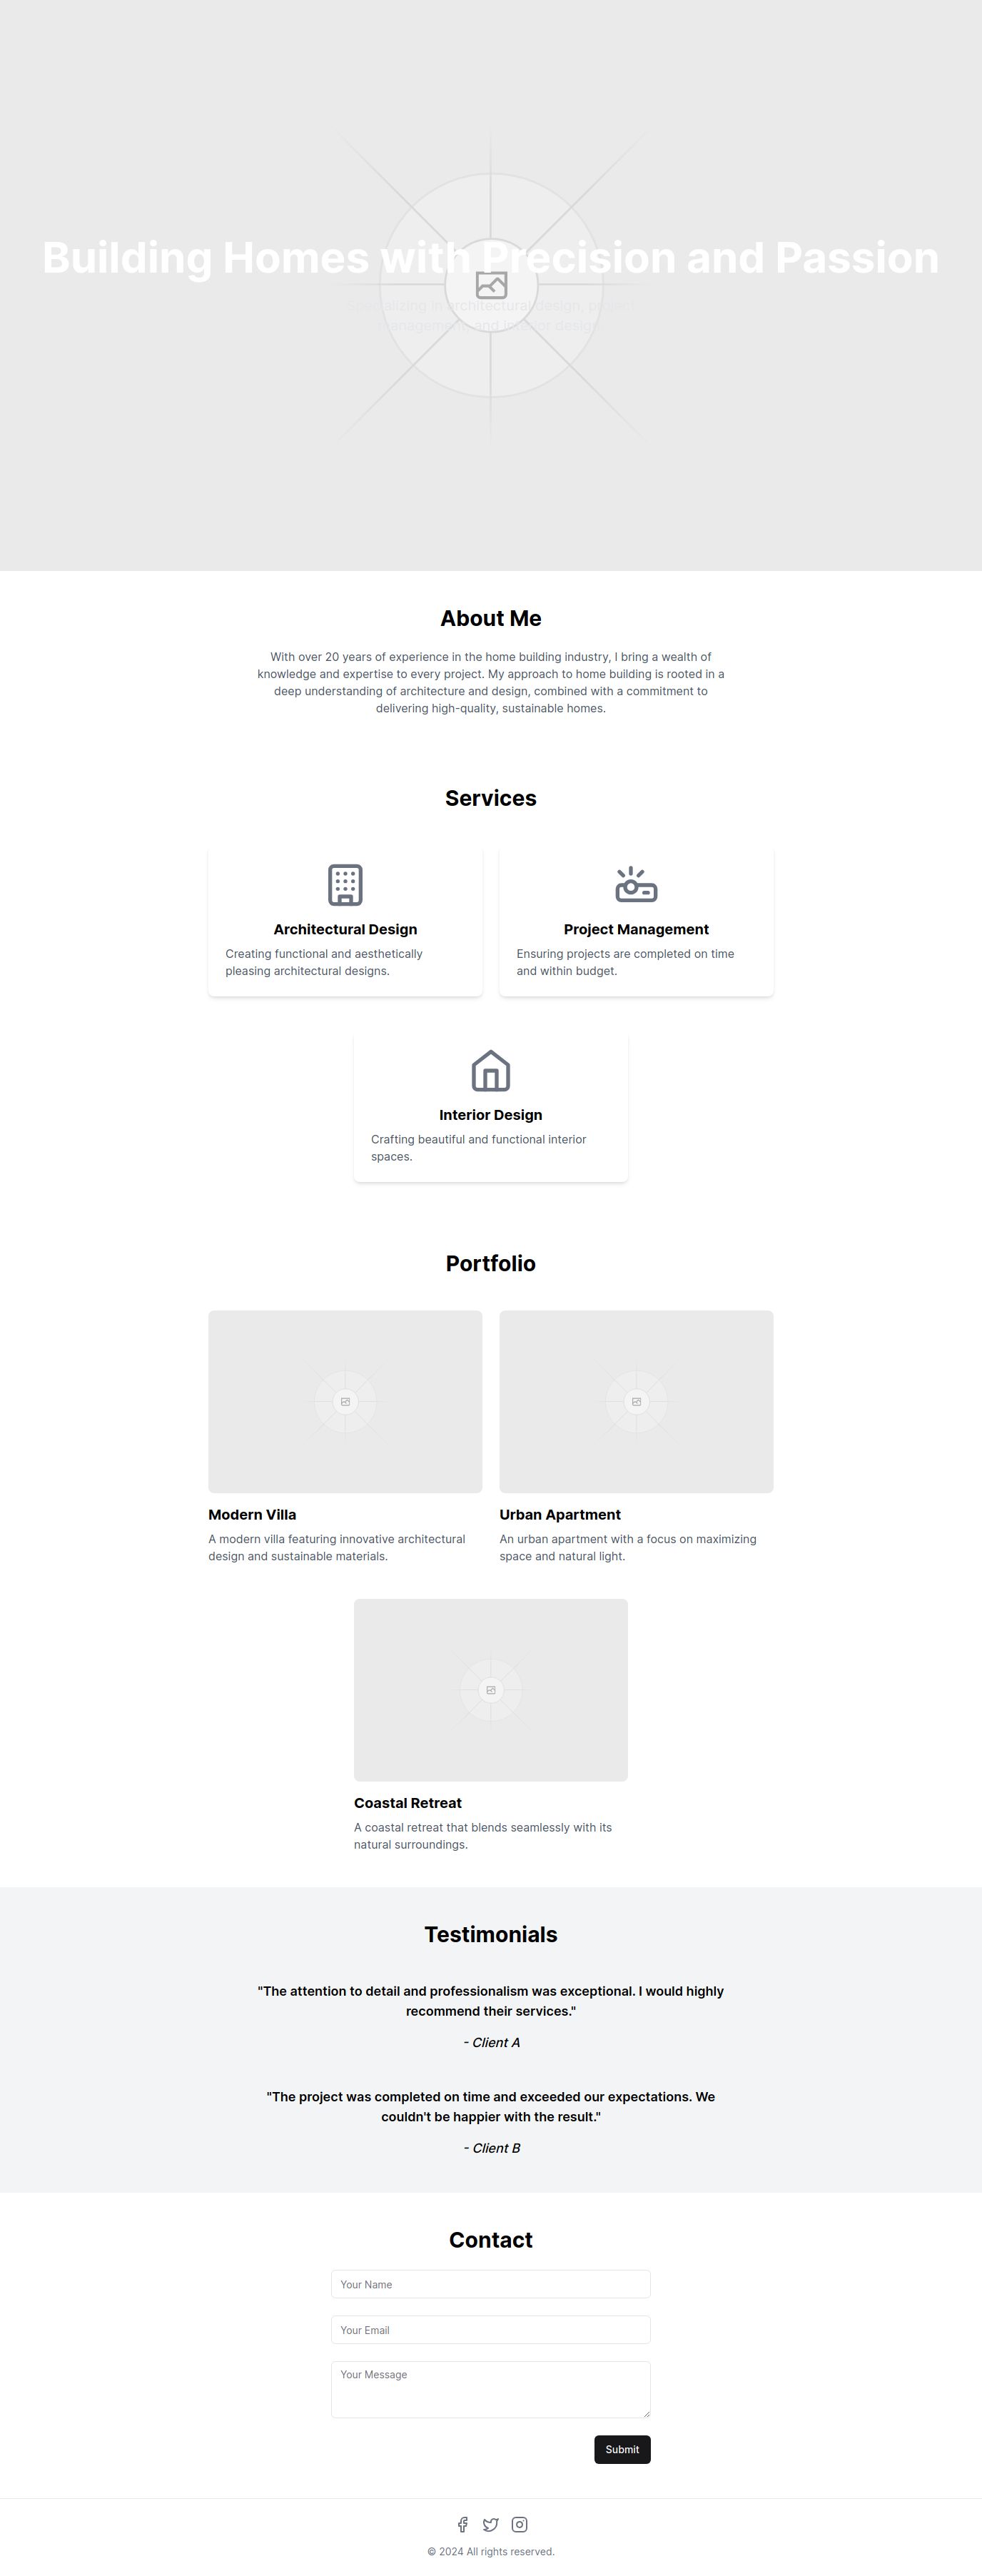 Building Homes with Precision and Passion
Specializing in architectural design, project
management, and interior design.
About Me
With over 20 years of experience in the home building industry, I bring a wealth of
knowledge and expertise to every project. My approach to home building is rooted in a
deep understanding of architecture and design, combined with a commitment to
delivering high-quality, sustainable homes.
Services
Architectural Design
Creating functional and aesthetically
pleasing architectural designs.
Project Management
Ensuring projects are completed on time
and within budget.
Interior Design
Crafting beautiful and functional interior
spaces.
Portfolio
Modern Villa
A modern villa featuring innovative architectural
design and sustainable materials.
Urban Apartment
An urban apartment with a focus on maximizing
space and natural light.
Coastal Retreat
A coastal retreat that blends seamlessly with its
natural surroundings.
Testimonials
"The attention to detail and professionalism was exceptional. I would highly
recommend their services."
- Client A
"The project was completed on time and exceeded our expectations. We
couldn't be happier with the result."
- Client B
Contact
Your Name
Your Email
Your Message
Submit
© 2024 All rights reserved.